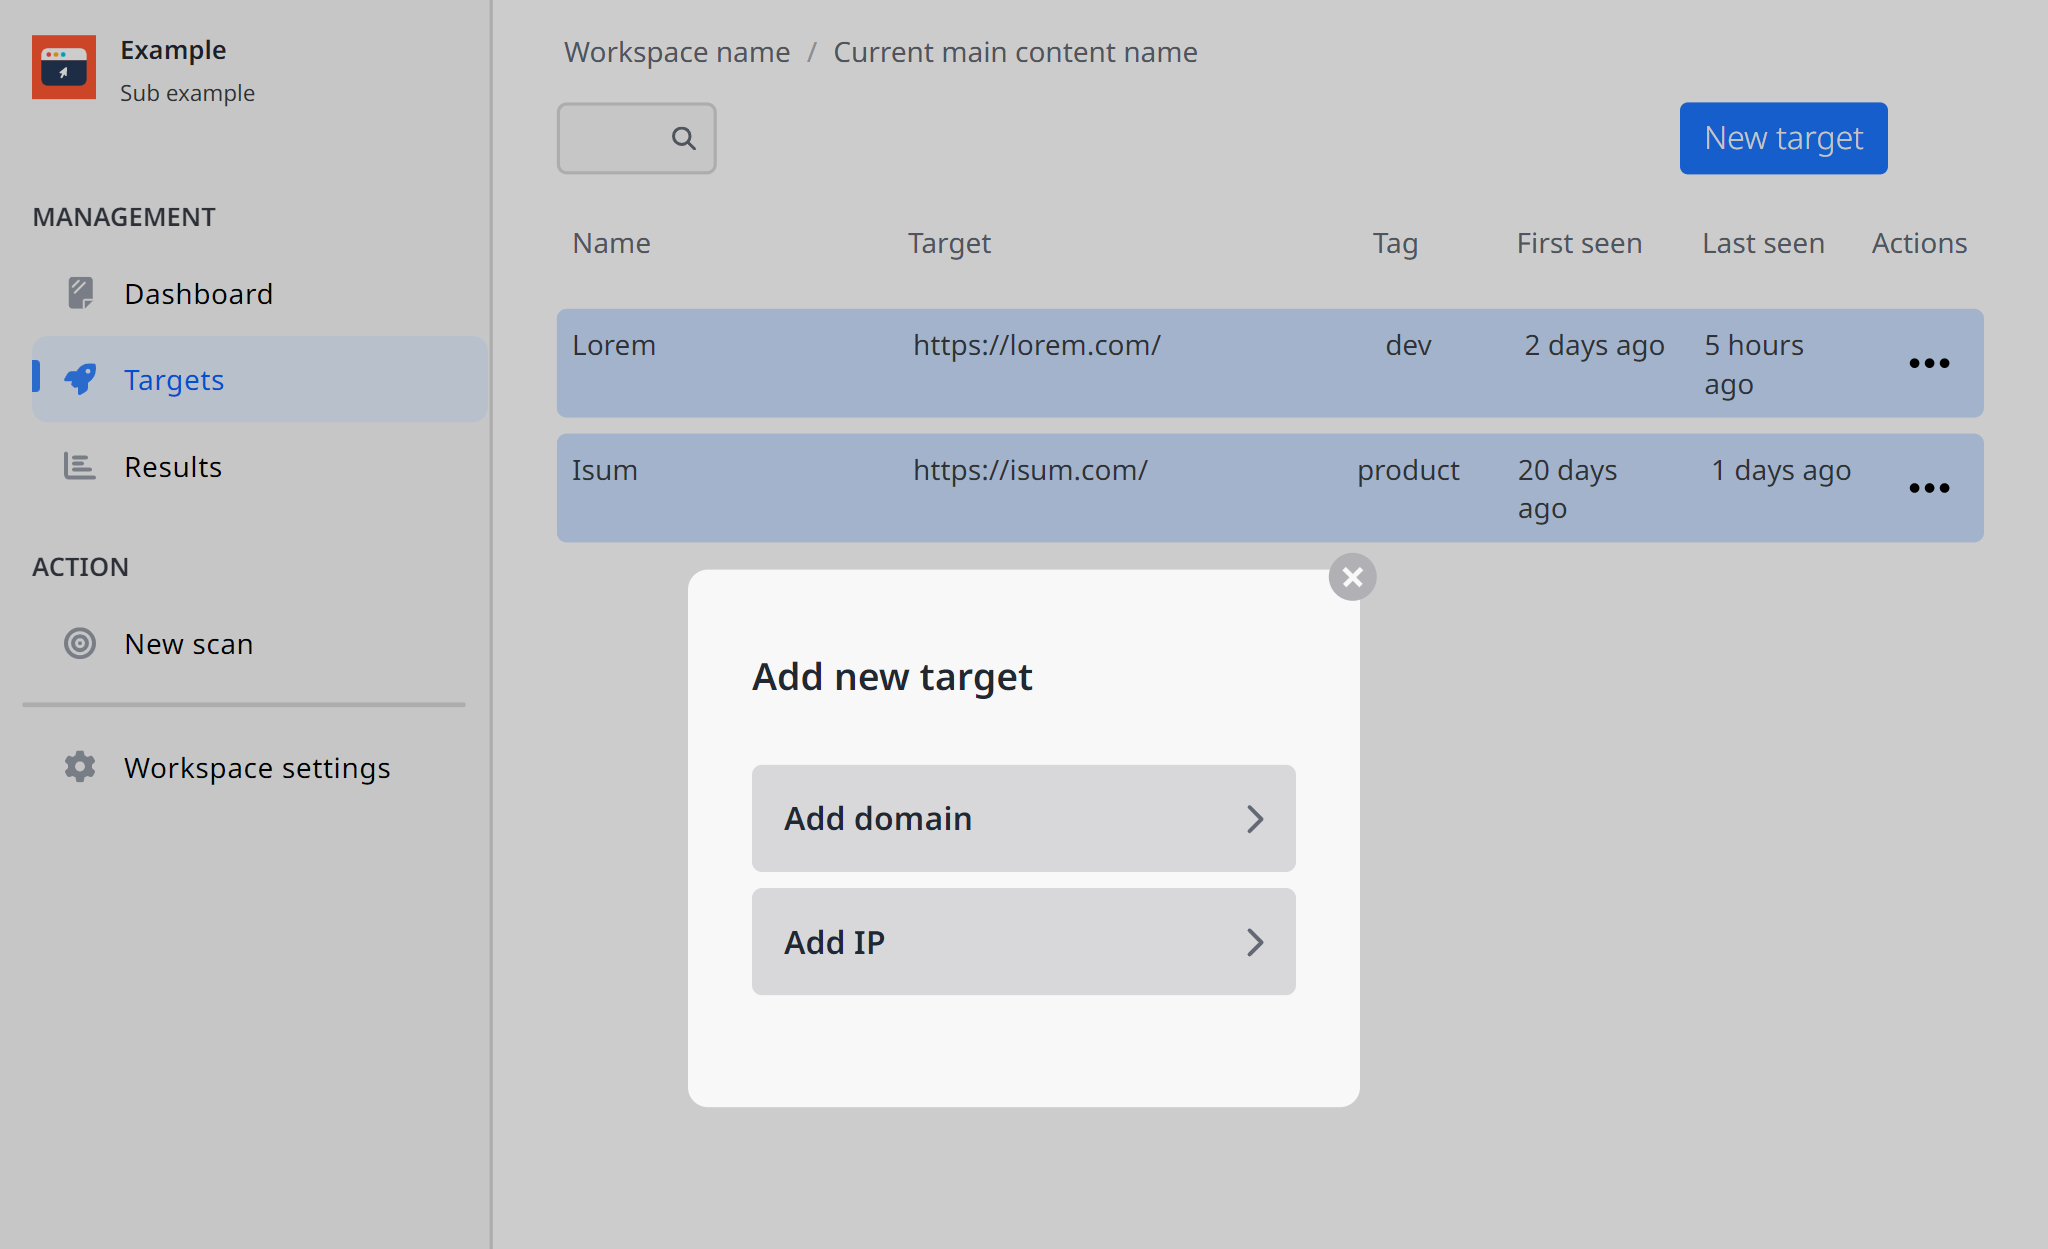 Example
Sub example
MANAGEMENT
Dashboard
Targets
Results
ACTION
New scan
Workspace settings
Workspace name / Current main content name
New target
Name Target Tag First seen Last seen Actions
Lorem https://lorem.com/ dev 2 days ago 5 hours
ago
Isum https://isum.com/ product 20 days 1 days ago
ago
Add new target
Add domain
Add IP